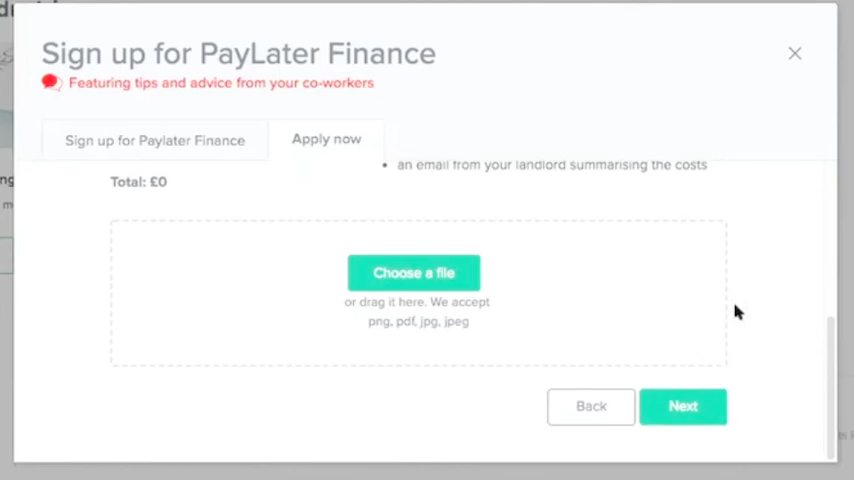 Sign up for PayLater Finance
Featuring tips and advice from your co-workers
Sign up for Paylater Finance
Apply now
an email from your landlord summarising the costs
Total: £0
Choose a file
or drag it here. We accept
png, pdf, jpg, jpeg
Back
Next